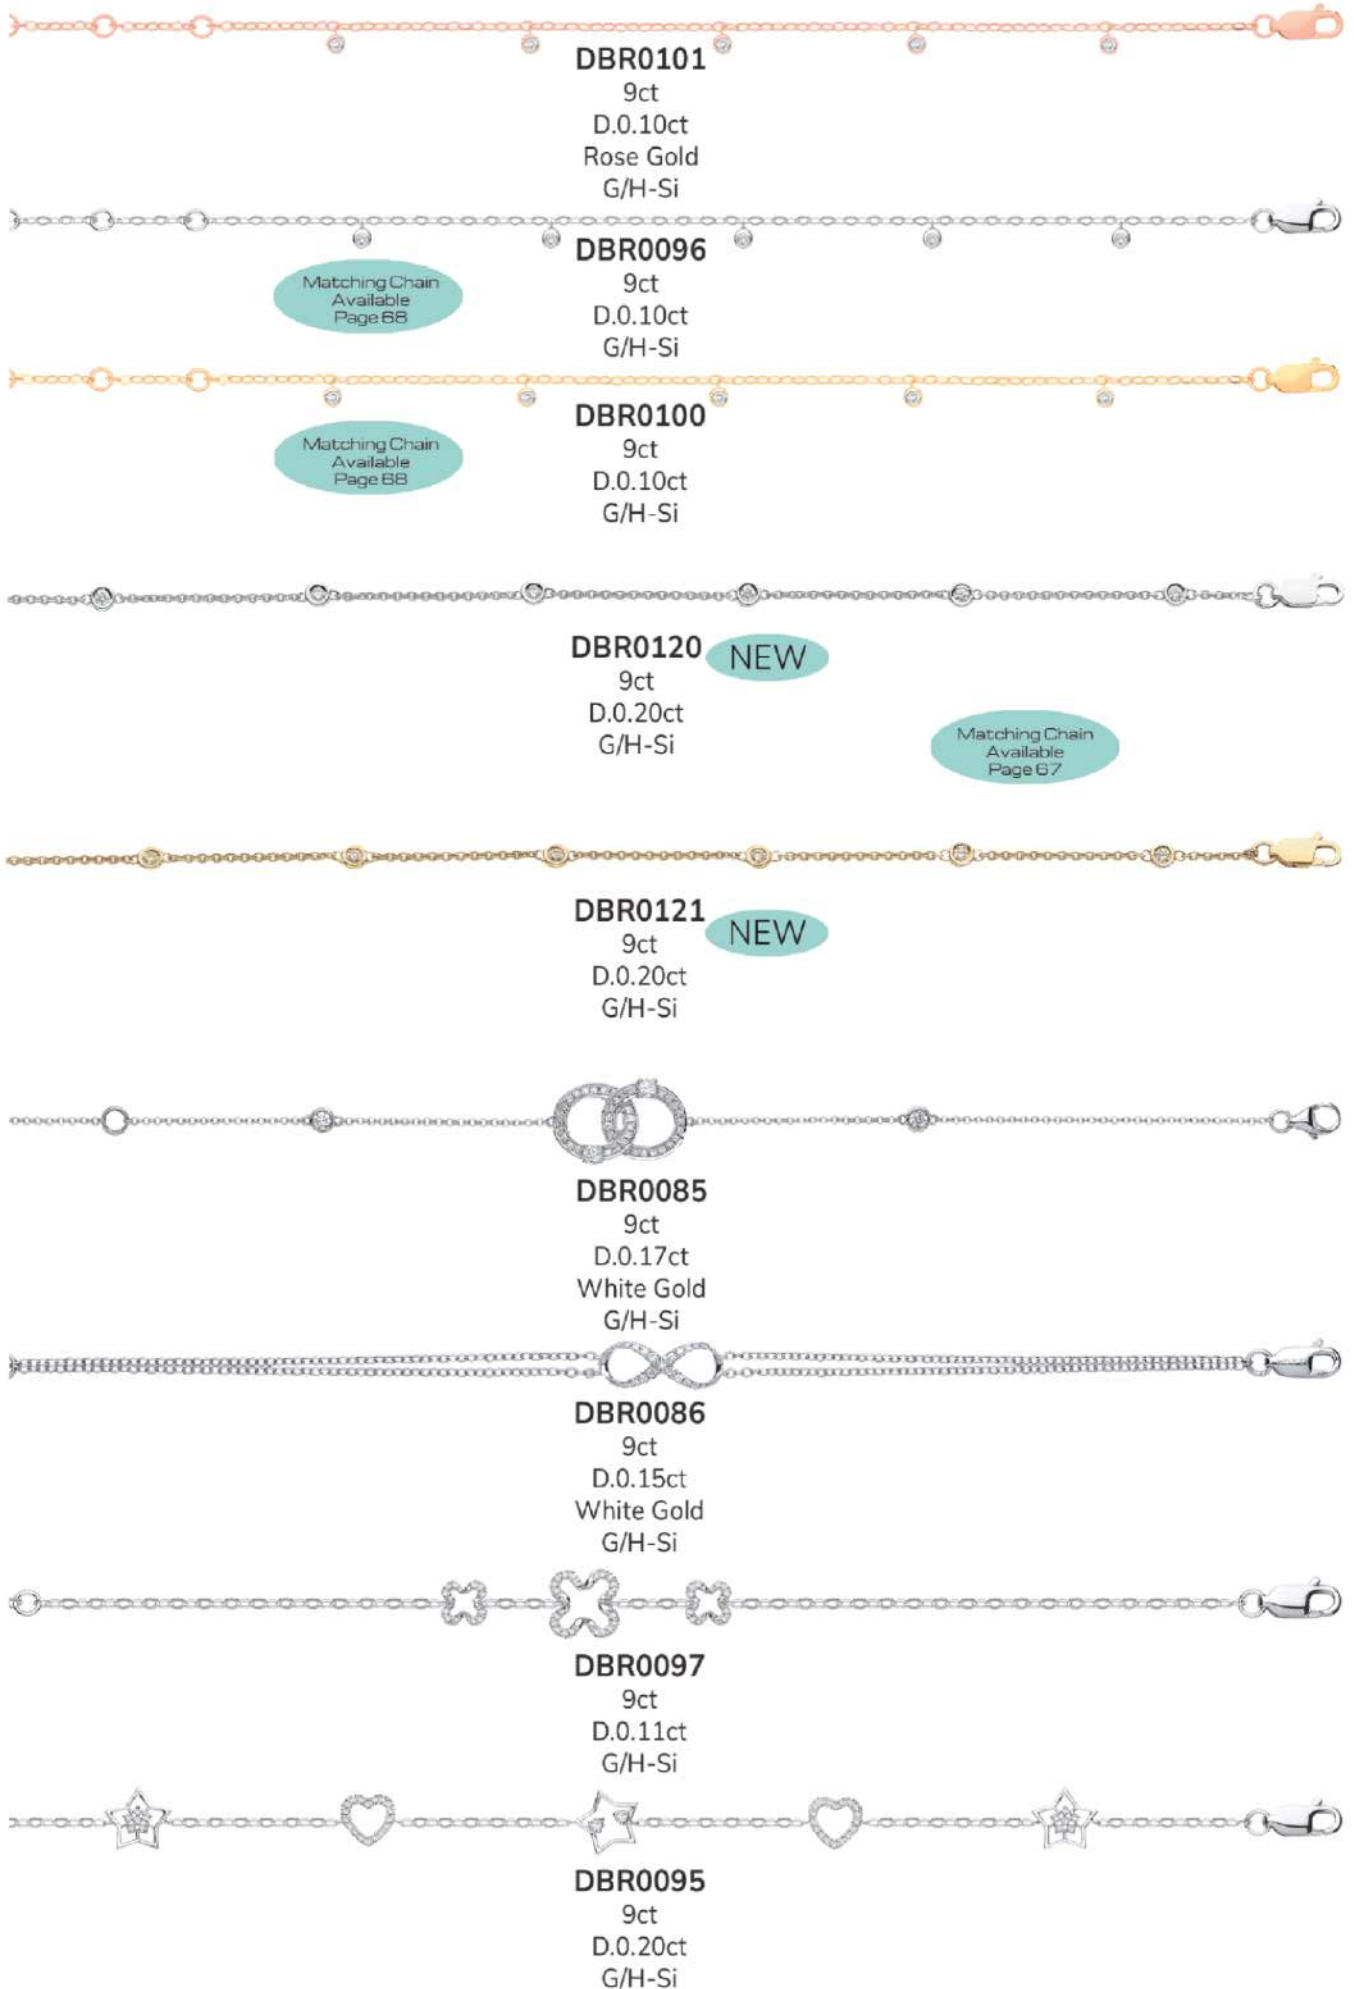 DBR0101
9ct
D.0.10ct
Rose Gold
G/H-Si
DBR0096
9ct
D.0.10ct
G/H-Si
Matching Chain
Available
Page 68
DBR0100
9ct
D.0.10ct
G/H-Si
Matching Chain
Available
Page 68
DBR0120
NEW
9ct
D.0.20ct
G/H-Si
Matching Chain
Available
Page 67
DBR0121
NEW
9ct
D.0.20ct
G/H-Si
DBR0085
9ct
D.0.17ct
White Gold
G/H-Si
DBR0086
9ct
D.0.15ct
White Gold
G/H-Si
DBR0097
9ct
D.0.11ct
G/H-Si
DBR0095
9ct
D.0.20ct
G/H-Si